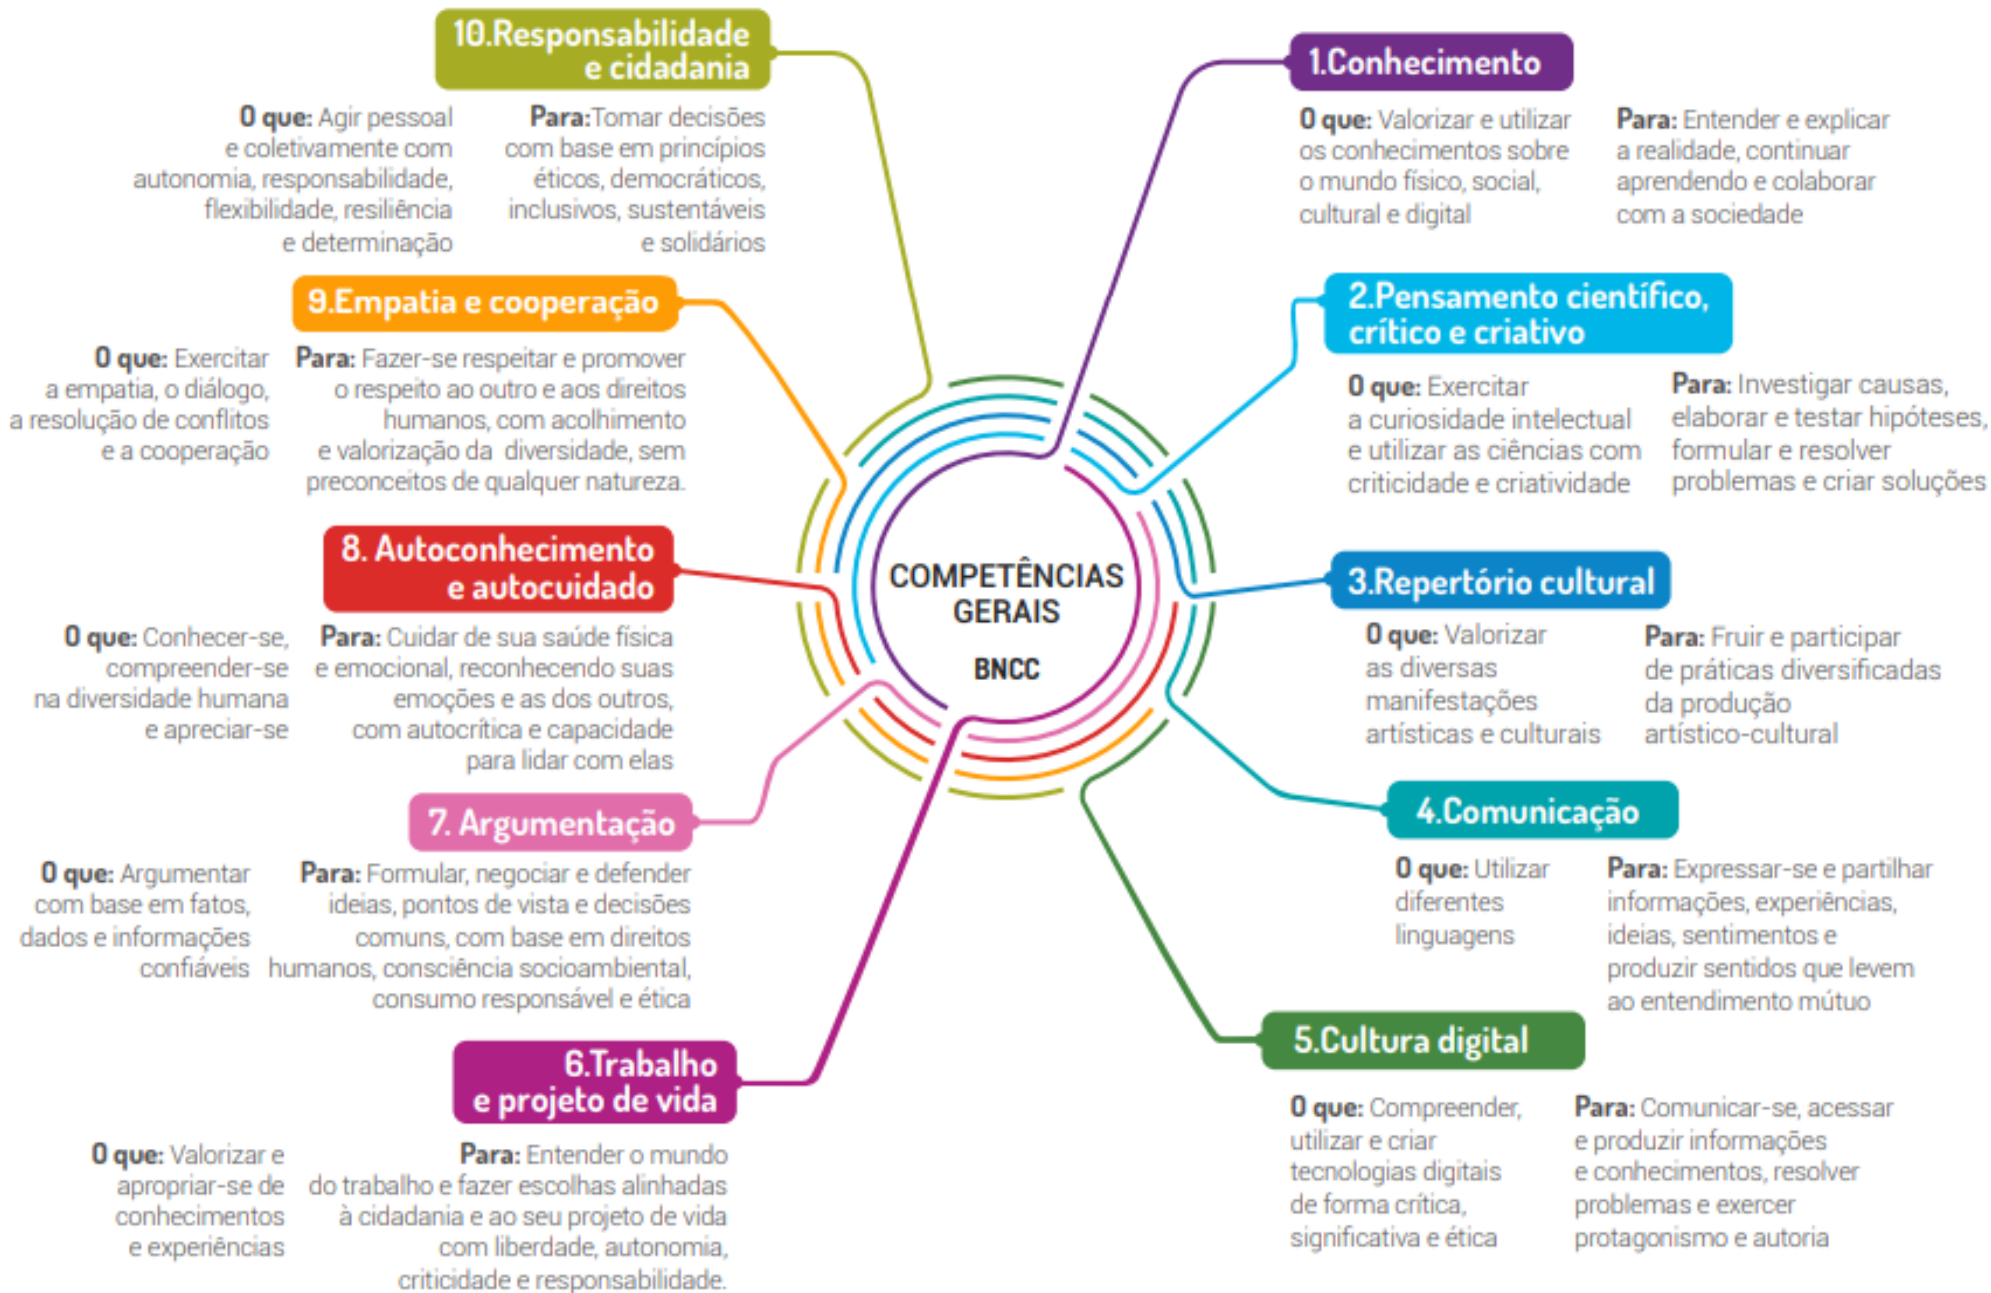 COMPETÊNCIAS
GERAIS
BNCC
1.Conhecimento
O que: Valorizar e utilizar
os conhecimentos sobre
o mundo físico, social,
cultural e digital
Para: Entender e explicar
a realidade, continuar
aprendendo e colaborar
com a sociedade
2.Pensamento científico,
crítico e criativo
O que: Exercitar
a curiosidade intelectual
e utilizar as ciências com
criticidade e criatividade
Para: Investigar causas,
elaborar e testar hipóteses,
formular e resolver
problemas e criar soluções
3.Repertório cultural
O que: Valorizar
as diversas
manifestações
artísticas e culturais
Para: Fruir e participar
de práticas diversificadas
da produção
artístico-cultural
4.Comunicação
O que: Utilizar
diferentes
linguagens
Para: Expressar-se e partilhar
informações, experiências,
ideias, sentimentos e
produzir sentidos que levem
ao entendimento mútuo
5.Cultura digital
O que: Compreender,
utilizar e criar
tecnologias digitais
de forma crítica,
significativa e ética
Para: Comunicar-se, acessar
e produzir informações
e conhecimentos, resolver
problemas e exercer
protagonismo e autoria
6.Trabalho
e projeto de vida
O que: Valorizar e
apropriar-se de
conhecimentos
e experiências
Para: Entender o mundo
do trabalho e fazer escolhas alinhadas
à cidadania e ao seu projeto de vida
com liberdade, autonomia,
criticidade e responsabilidade.
7. Argumentação
O que: Argumentar
com base em fatos,
dados e informações
confiáveis
Para: Formular, negociar e defender
ideias, pontos de vista e decisões
comuns, com base em direitos
humanos, consciência socioambiental,
consumo responsável e ética
8. Autoconhecimento
e autocuidado
O que: Conhecer-se,
compreender-se
na diversidade humana
e apreciar-se
Para: Cuidar de sua saúde física
e emocional, reconhecendo suas
emoções e as dos outros,
com autocrítica e capacidade
para lidar com elas
9.Empatia e cooperação
O que: Exercitar
a empatia, o diálogo,
a resolução de conflitos
e a cooperação
Para: Fazer-se respeitar e promover
o respeito ao outro e aos direitos
humanos, com acolhimento
e valorização da diversidade, sem
preconceitos de qualquer natureza.
10.Responsabilidade
e cidadania
O que: Agir pessoal
e coletivamente com
autonomia, responsabilidade,
flexibilidade, resiliência
e determinação
Para:Tomar decisões
com base em princípios
éticos, democráticos,
inclusivos, sustentáveis
e solidários